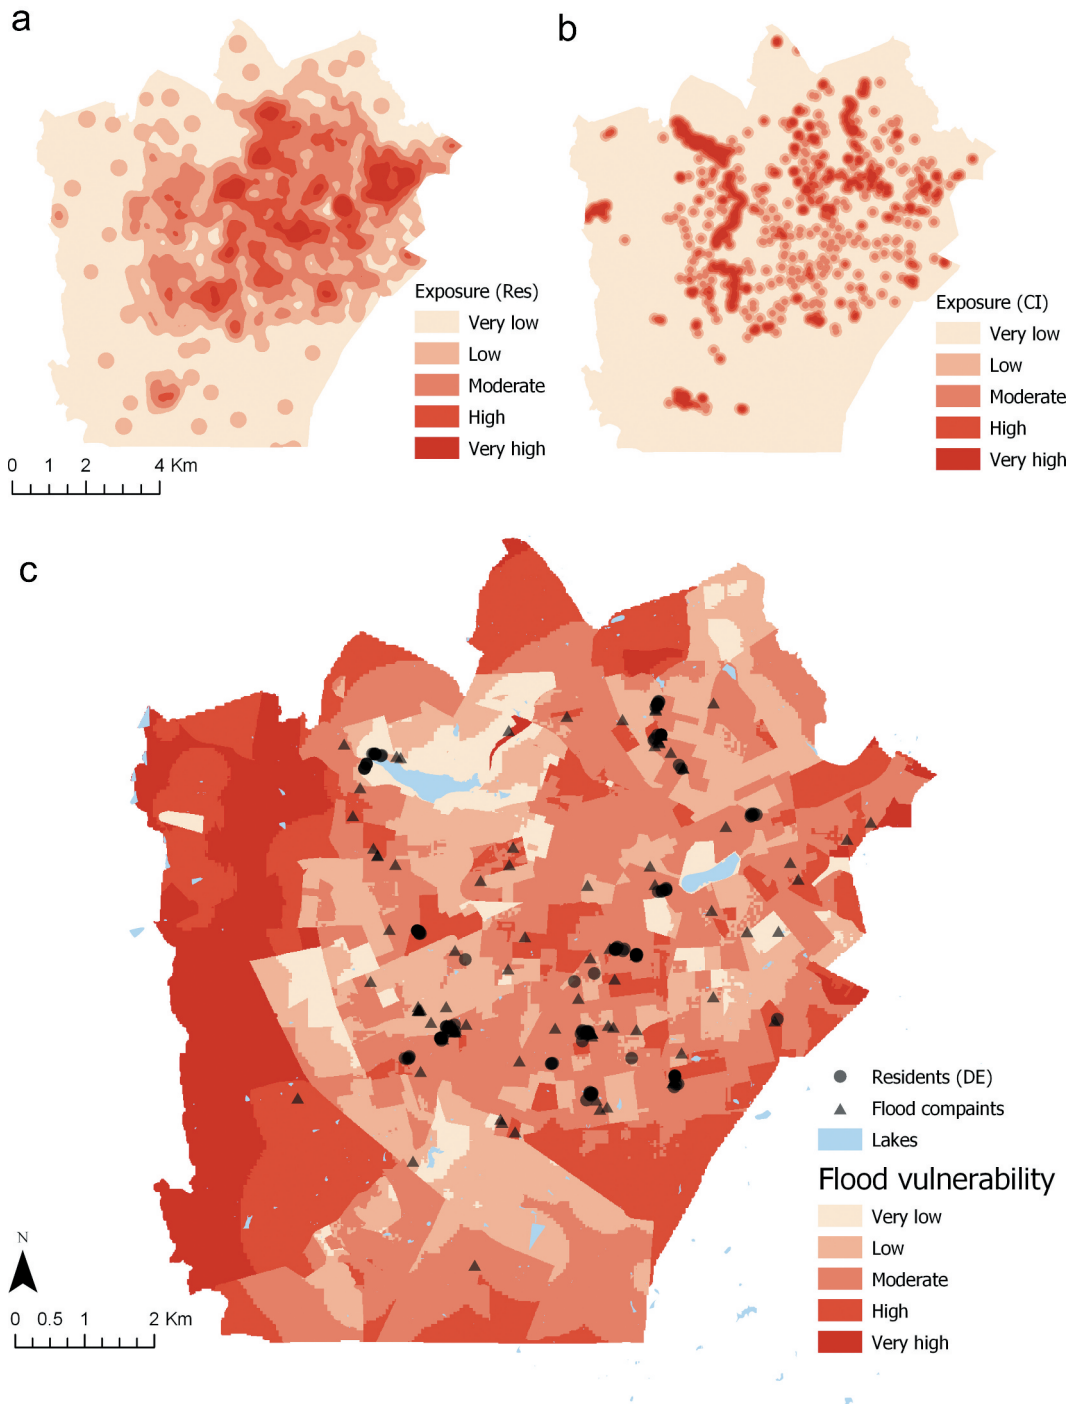 a
b
Exposure (Res)
Very low
Low
Moderate
High
Very high
0 1 2 4 Km
Exposure (CI)
Very low
Low
Moderate
High
Very high
c
Residents (DE)
Flood compaints
Lakes
Flood vulnerability
Very low
Low
Moderate
High
Very high
N
0 0.5 1 2 Km